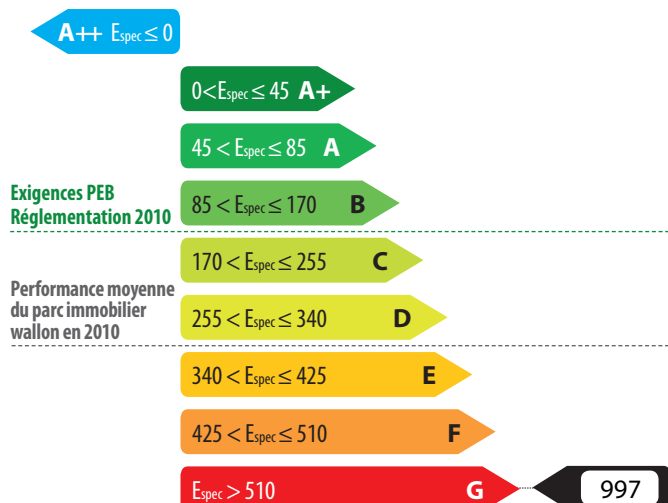 A++ Espec ≤ 0
0 < Espec ≤ 45 A+
45 < Espec ≤ 85 A
Exigences PEB
Réglementation 2010
85 < Espec ≤ 170 B
170 < Espec ≤ 255 C
Performance moyenne
du parc immobilier
wallon en 2010
255 < Espec ≤ 340 D
340 < Espec ≤ 425 E
425 < Espec ≤ 510 F
Espec > 510 G 997